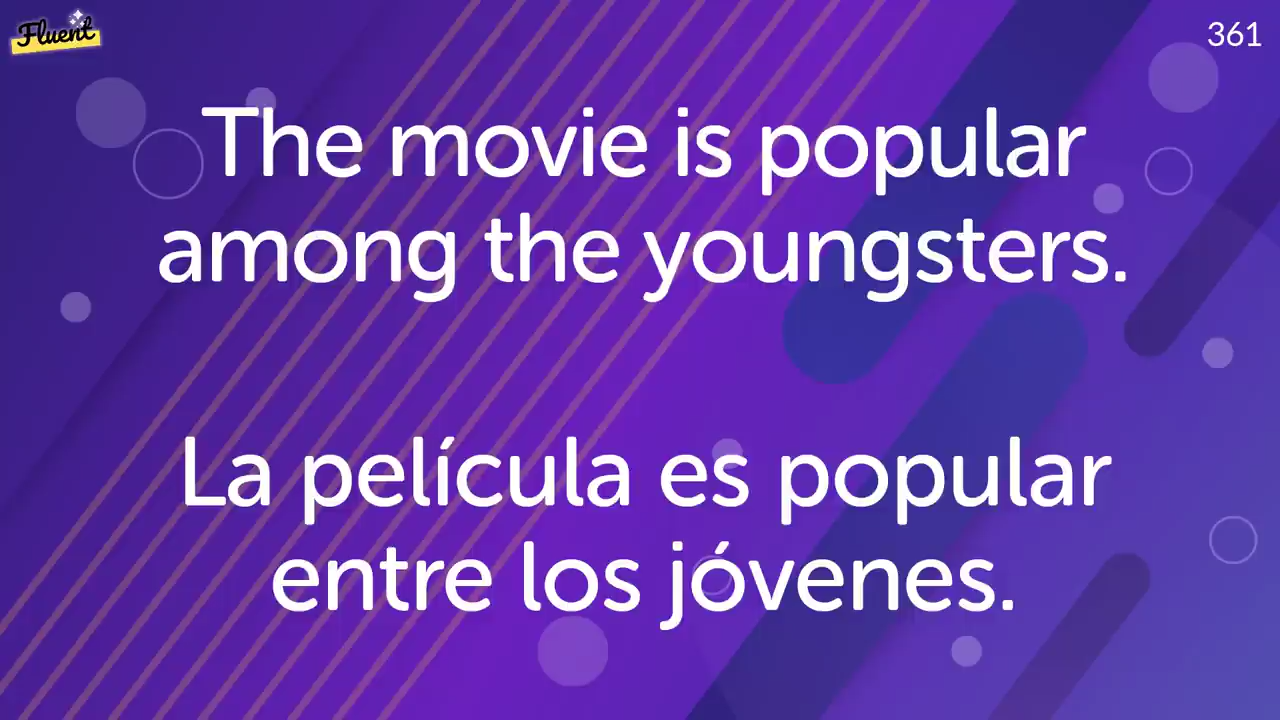 Fluent
361
The movie is popular
among the youngsters.
La película es popular
entre los jóvenes.